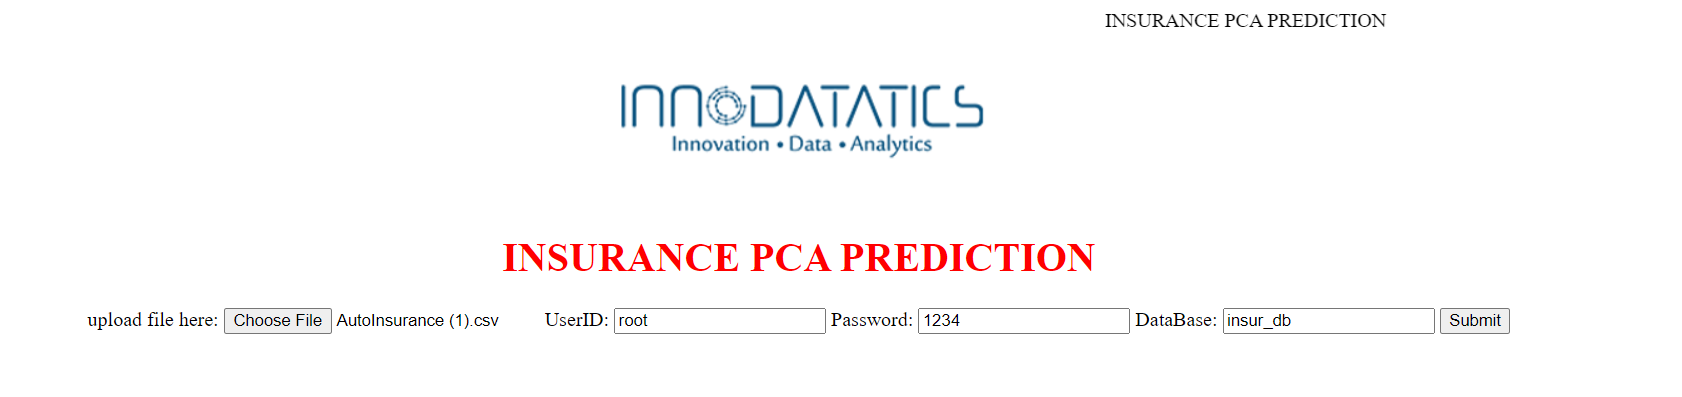 INSURANCE PCA PREDICTION
INNODATATICS
Innovation • Data • Analytics
INSURANCE PCA PREDICTION
upload file here: Choose File AutoInsurance (1).csv UserID: root Password: 1234 DataBase: insur_db Submit